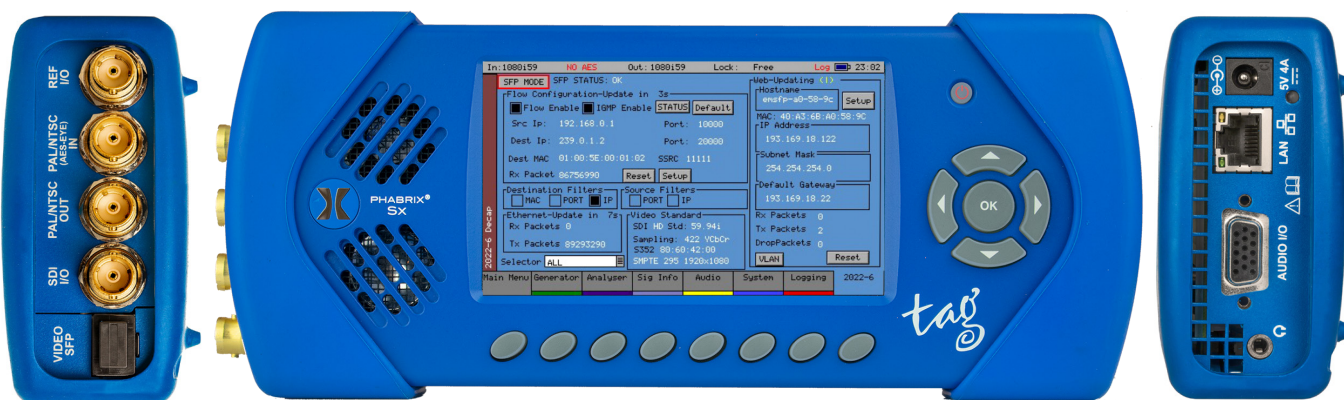 REF
I/O
PAL/NTSC
(AES-EYE)
IN
PAL/NTSC
OUT
SDI
I/O
VIDEO
SFP
PHABRIX®
SX
In:1080i59 NO AES Out:1080i59 Lock: Free Log 23:02
SFP MODE SFP STATUS: OK
Flow Configuration-Update in 3s
Flow Enable IGMP Enable STATUS Default
Src Ip: 192.168.0.1 Port: 10000
Dest Ip: 239.0.1.2 Port: 20000
Dest MAC 01:00:5E:00:01:02 SSRC 11111
Rx Packet 86756990 Reset Setup
Destination Filters Source Filters
MAC PORT IP PORT IP
Ethernet-Update in 7s Video Standard
Rx Packets 0 SDI HD Std: 59.94i
Sampling: 422 YCbCr
Tx Packets 89293290 S352 80:60:42:00
SMPTE 295 1920x1080
Selector ALL
2022-6 Decap
Web-Updating (!)
Hostname
emsfp-a0-58-9c Setup
MAC: 40:A3:6B:A0:58:9C
IP Address
193.169.18.122
Subnet Mask
254.254.254.0
Default Gateway
193.169.18.22
Rx Packets 0
Tx Packets 2
DropPackets 0
VLAN Reset
Main Menu Generator Analyser Sig Info Audio System Logging 2022-6
OK
tag
5V 4A
LAN
AUDIO I/O